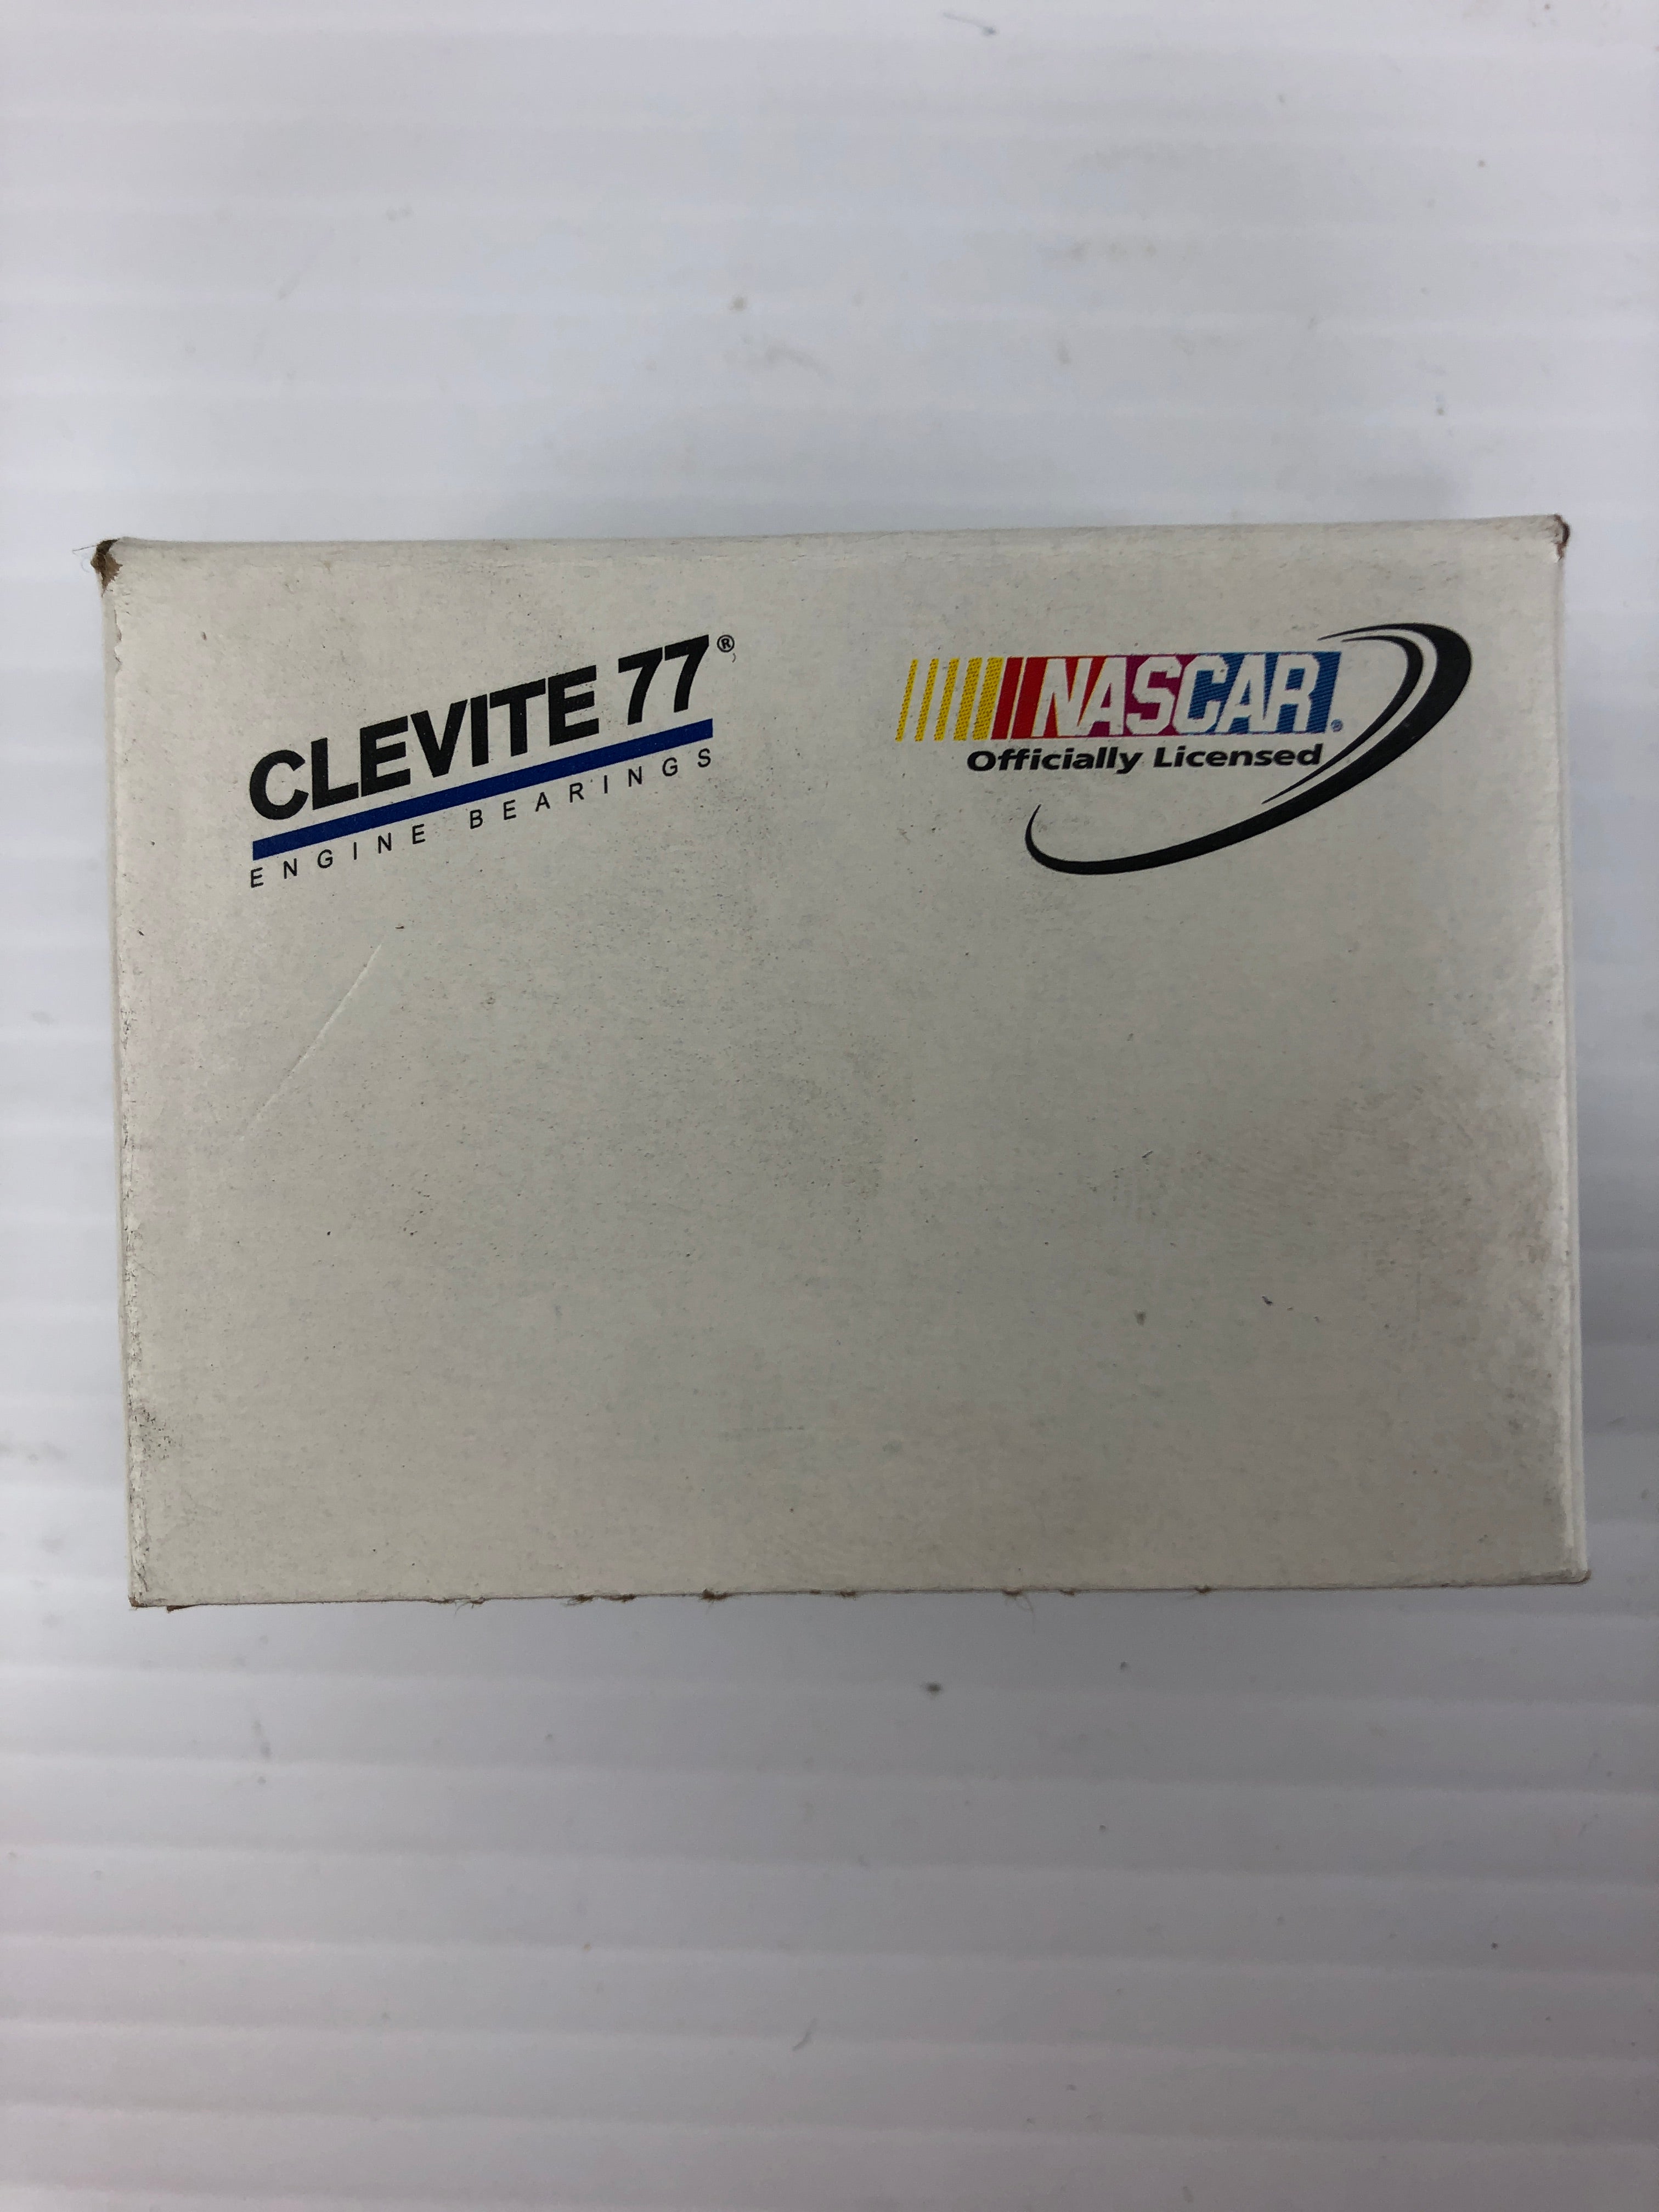 CLEVITE 77®
ENGINE BEARINGS
NASCAR®
Officially Licensed